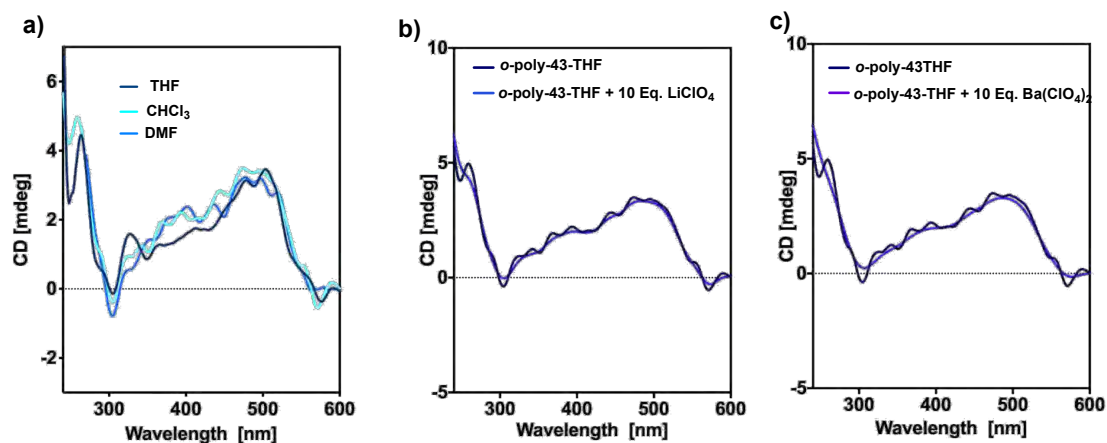 a)
THF
CHCl3
DMF
6
4
2
0
-2
CD [mdeg]
300
400
500
600
Wavelength [nm]
b)
o-poly-43-THF
o-poly-43-THF + 10 Eq. LiClO4
10
5
0
-5
CD [mdeg]
300
400
500
600
Wavelength [nm]
c)
o-poly-43THF
o-poly-43-THF + 10 Eq. Ba(ClO4)2
10
5
0
-5
CD [mdeg]
300
400
500
600
Wavelength [nm]